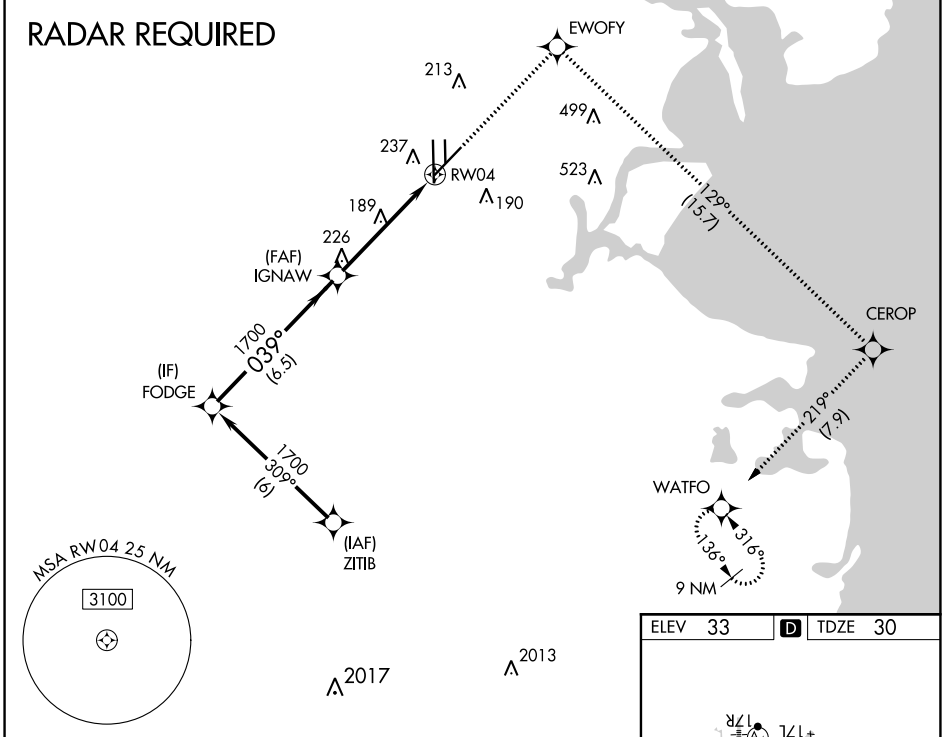 RADAR REQUIRED
EWOFY
213
499
237
RW04
523
190
129°
(15.7)
189
226
(FAF)
IGNAW
CEROP
1700
039°
(6.5)
(IF)
FODGE
219°
(7.9)
1700
309°
(6)
WATFO
(IAF)
ZITIB
136°
316°
9 NM
MSA RW04 25 NM
3100
ELEV 33 D TDZE 30
2017
2013
17R
17L